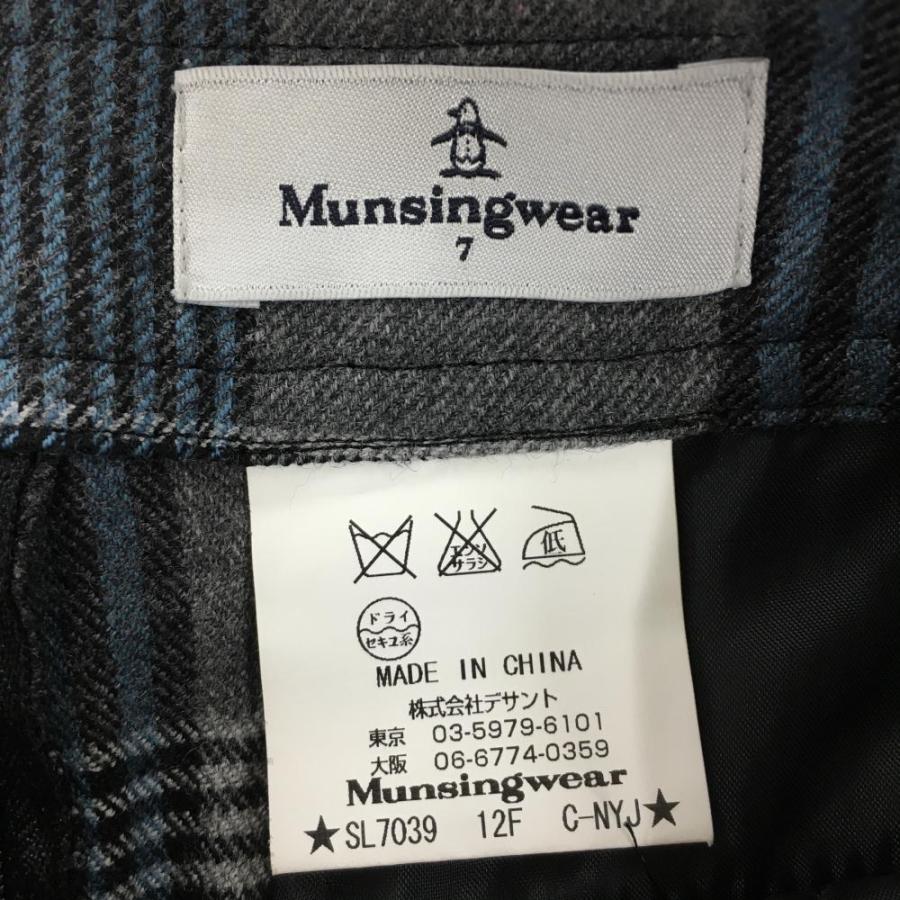 Munsingwear
7
エンソ
サラシ
低
ドライ
セキユ系
MADE IN CHINA
株式会社デサント
東京 03-5979-6101
大阪 06-6774-0359
Munsingwear
★SL7039 12F C-NYJ★